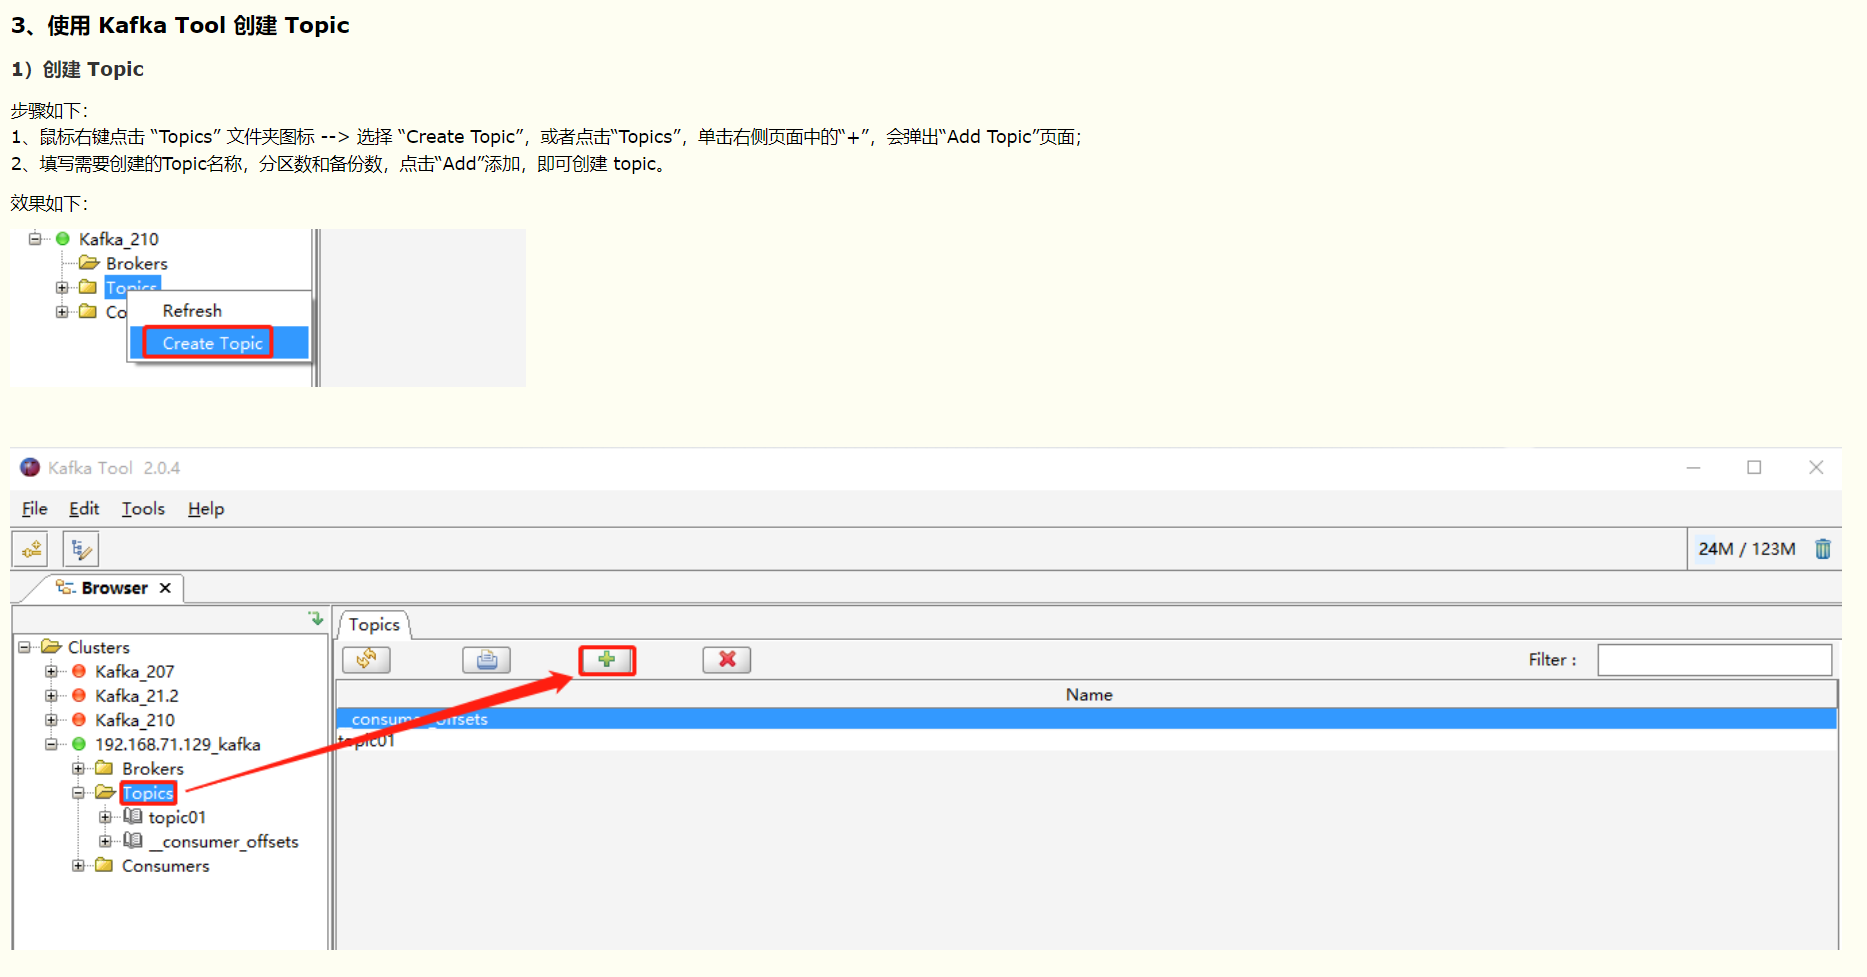 3、使用 Kafka Tool 创建 Topic
1）创建 Topic
步骤如下：
1、鼠标右键点击 “Topics” 文件夹图标 --> 选择 “Create Topic”，或者点击“Topics”，单击右侧页面中的“+”，会弹出“Add Topic”页面；
2、填写需要创建的Topic名称，分区数和备份数，点击“Add”添加，即可创建 topic。
效果如下：
Kafka_210
Brokers
Topics
Co
Refresh
Create Topic
Kafka Tool 2.0.4
File Edit Tools Help
24M / 123M
Browser
Topics
Clusters
Kafka_207
Kafka_21.2
Kafka_210
192.168.71.129_kafka
Brokers
Topics
topic01
__consumer_offsets
Consumers
Filter :
Name
__consumer_offsets
topic01